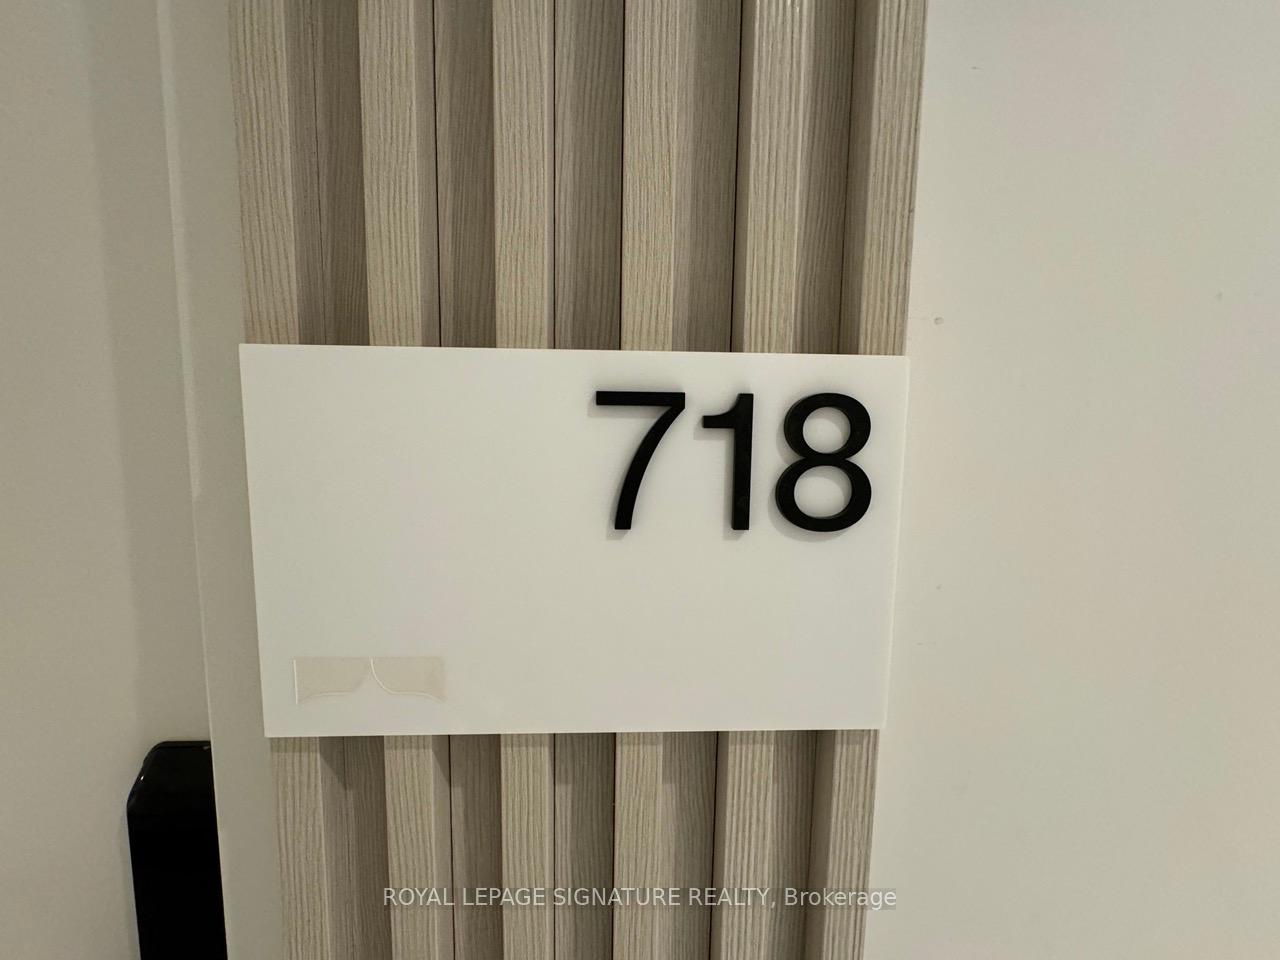 718
ROYAL LEPAGE SIGNATURE REALTY, Brokerage